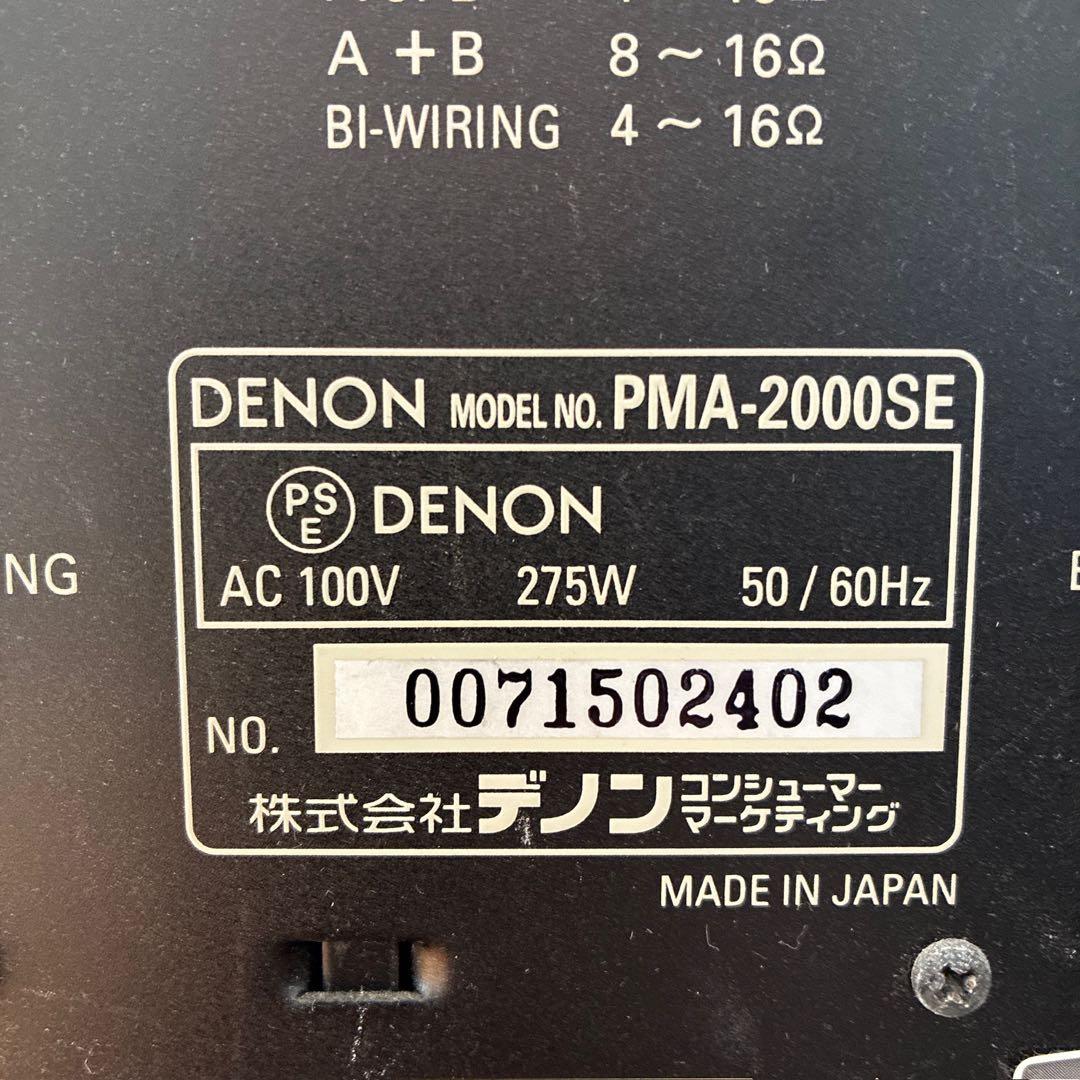 A + B 8 ~ 16Ω
BI-WIRING 4 ~ 16Ω
DENON MODEL NO. PMA-2000SE
PSE DENON
AC 100V 275W 50 / 60Hz
NO. 0071502402
株式会社デノン コンシューマー
マーケティング
MADE IN JAPAN
NG